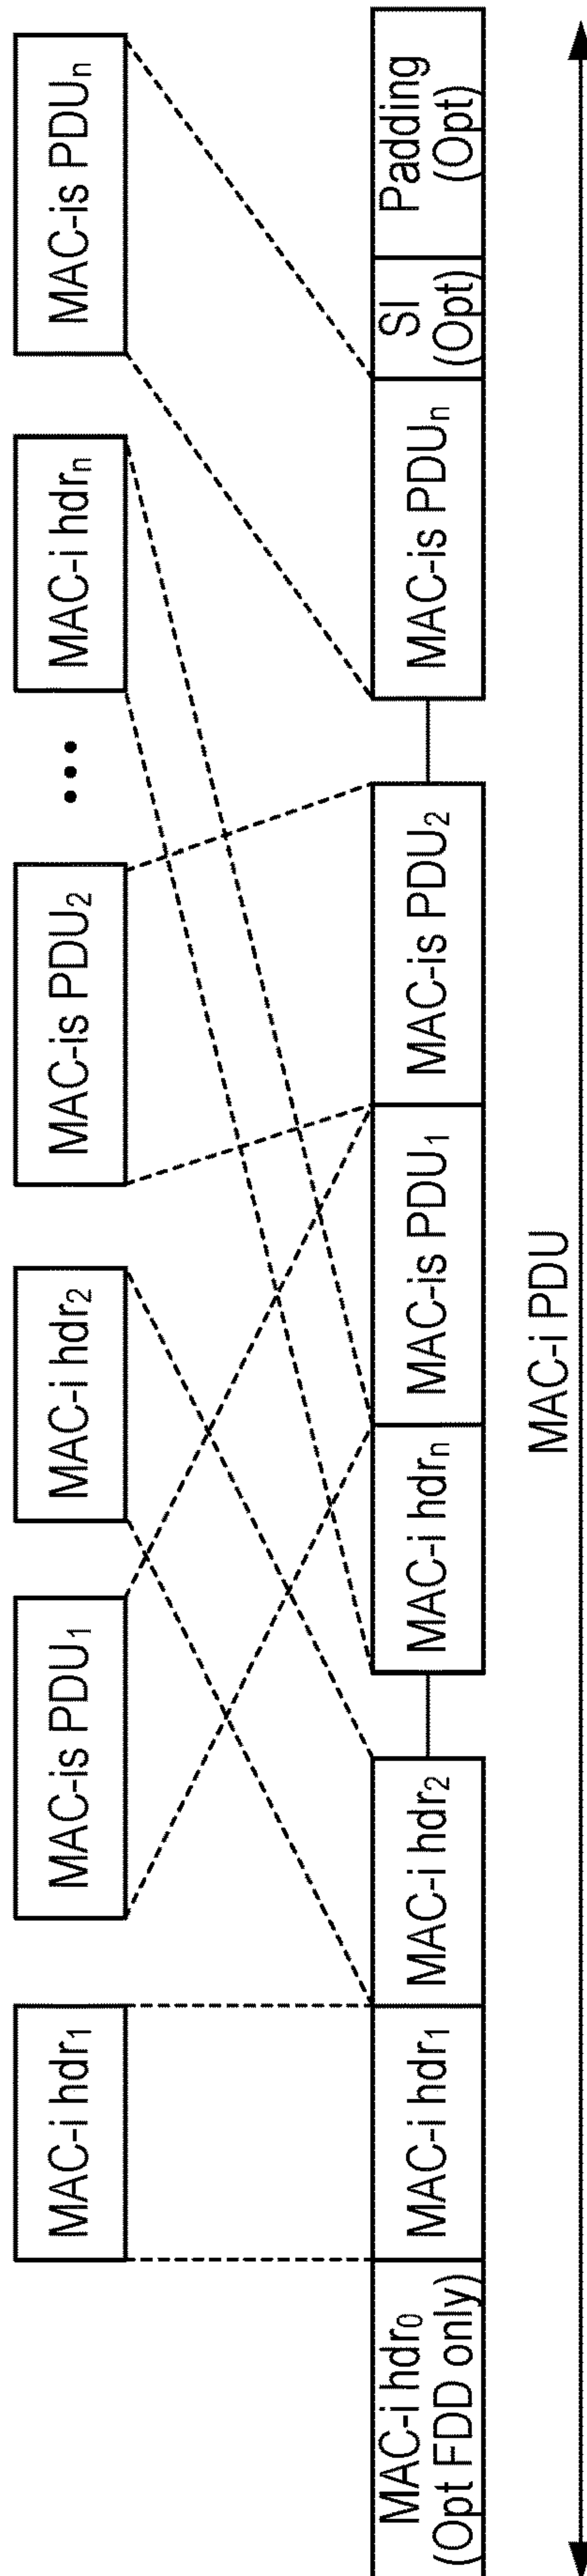 MAC-i hdr₁
MAC-is PDU₁
MAC-i hdr₂
MAC-is PDU₂
•••
MAC-i hdrₙ
MAC-is PDUₙ
MAC-i hdr₀
(Opt FDD only)
MAC-i hdr₁
MAC-i hdr₂
MAC-i hdrₙ
MAC-is PDU₁
MAC-is PDU₂
MAC-is PDUₙ
SI
(Opt)
Padding
(Opt)
MAC-i PDU